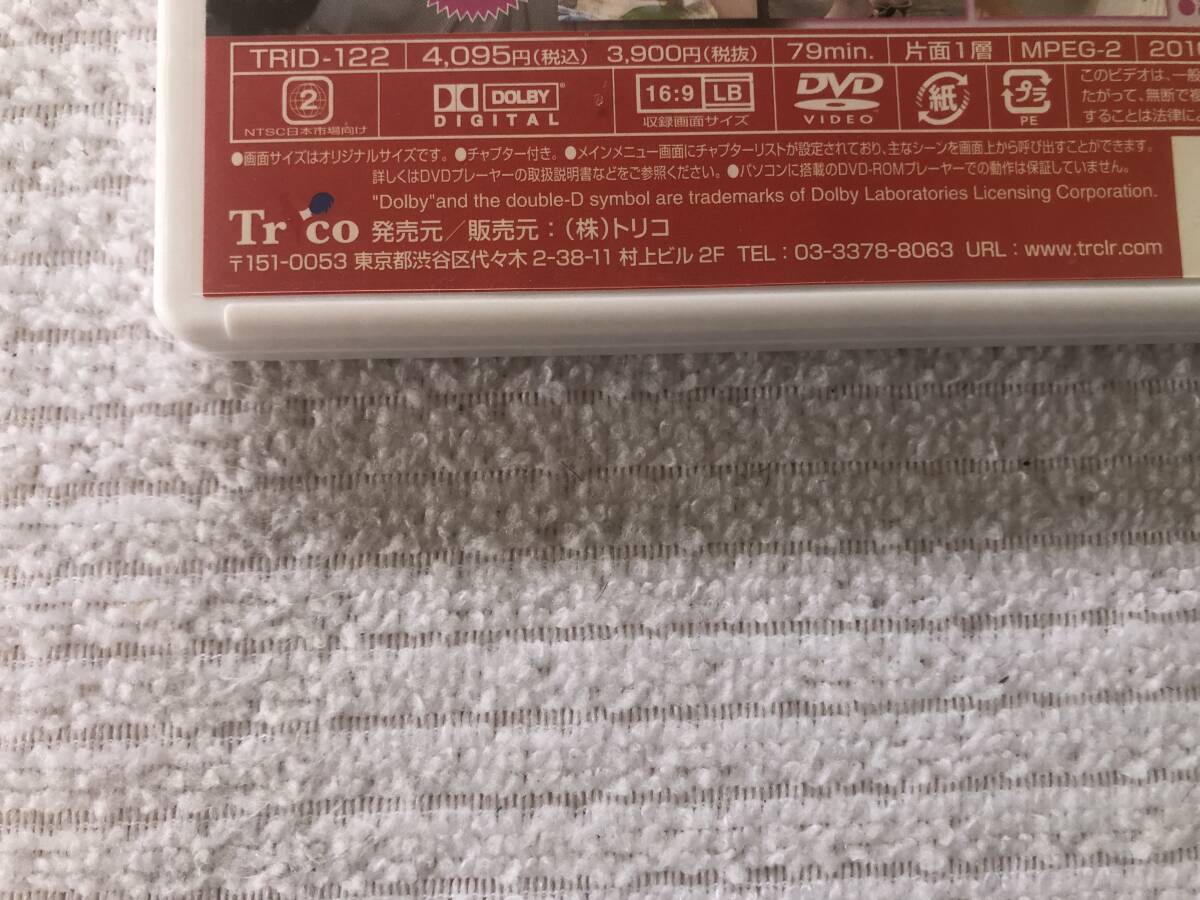 TRID-122 4,095円(税込) 3,900円(税抜) 79min. 片面1層 MPEG-2 201
2 DOLBY DIGITAL 16:9 LB DVD VIDEO 紙 プラ PE
NTSC日本市場向け 収録画面サイズ
このビデオは、一般
たがって、無断で複
することは法律によ
●画面サイズはオリジナルサイズです。●チャプター付き。●メインメニュー画面にチャプターリストが設定されており、主なシーンを画面上から呼び出すことができます。
詳しくはDVDプレーヤーの取扱説明書などをご参照ください。●パソコンに搭載のDVD-ROMプレーヤーでの動作は保証していません。
"Dolby"and the double-D symbol are trademarks of Dolby Laboratories Licensing Corporation.
Trico 発売元／販売元：(株)トリコ
〒151-0053 東京都渋谷区代々木 2-38-11 村上ビル 2F TEL：03-3378-8063 URL：www.trclr.com